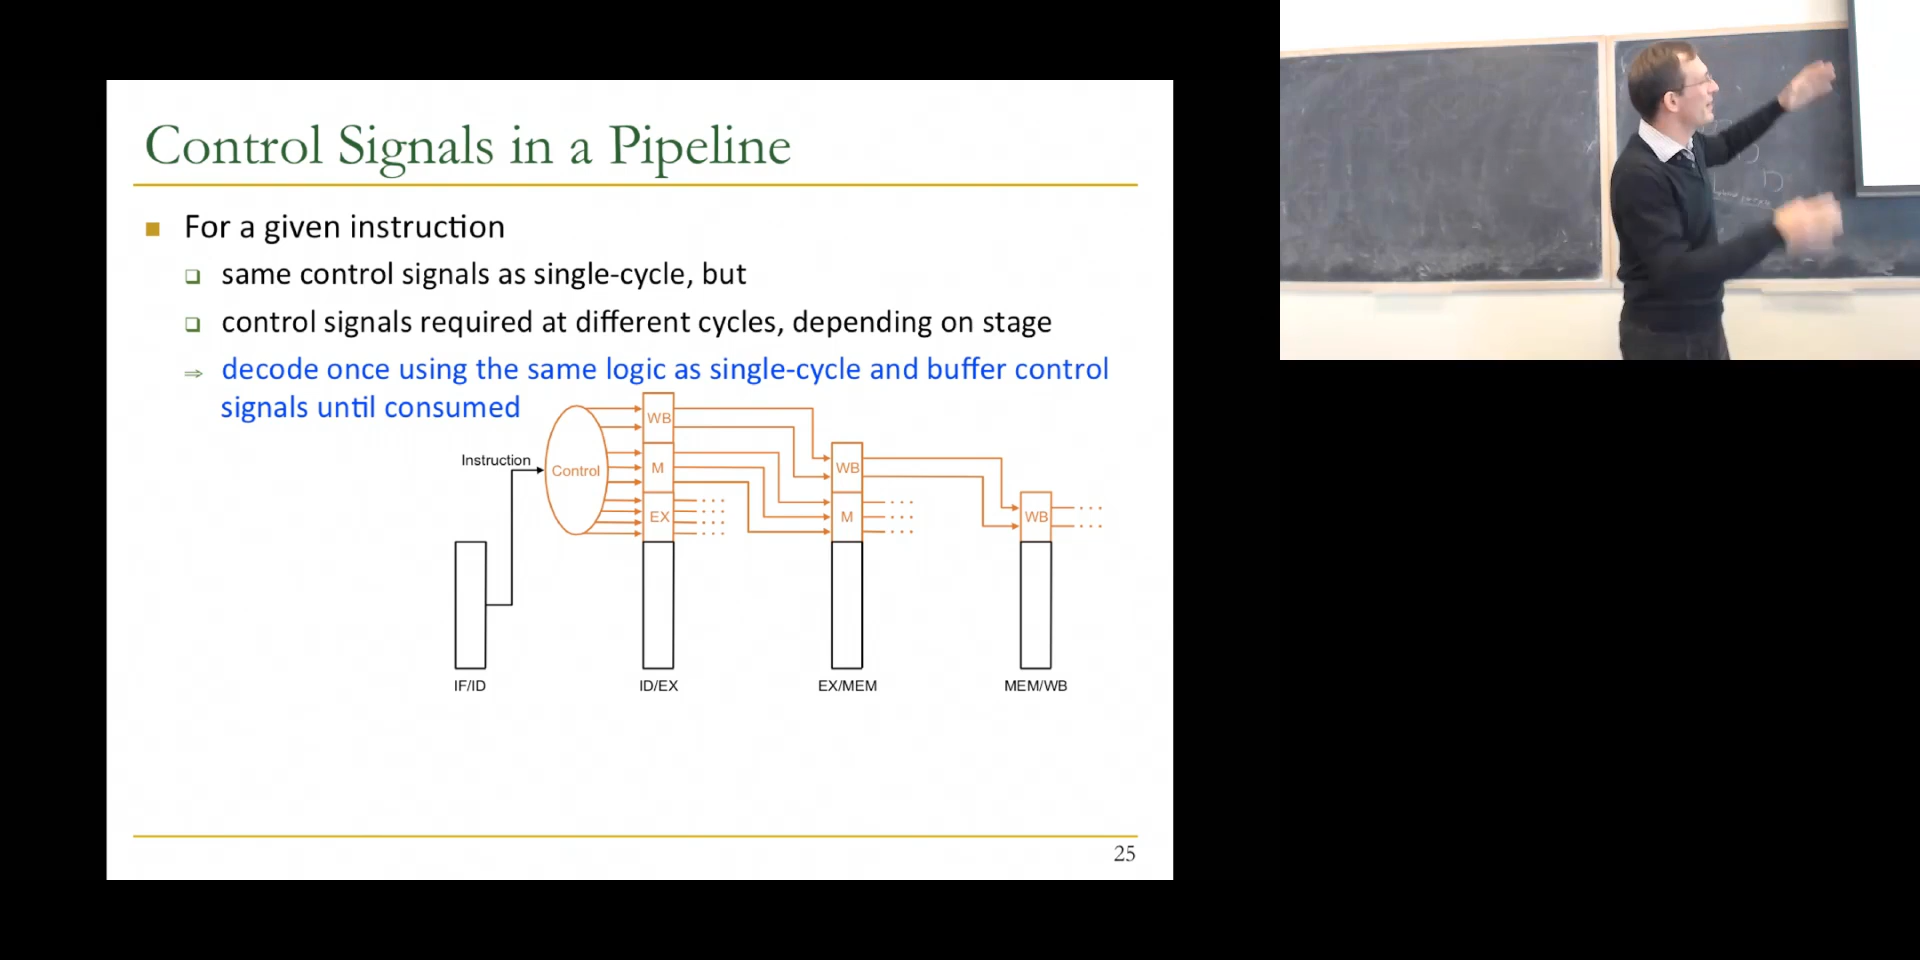 Control Signals in a Pipeline
For a given instruction
same control signals as single-cycle, but
control signals required at different cycles, depending on stage
⇒ decode once using the same logic as single-cycle and buffer control
signals until consumed
WB
Instruction
Control
M
WB
EX
M
WB
IF/ID
ID/EX
EX/MEM
MEM/WB
25